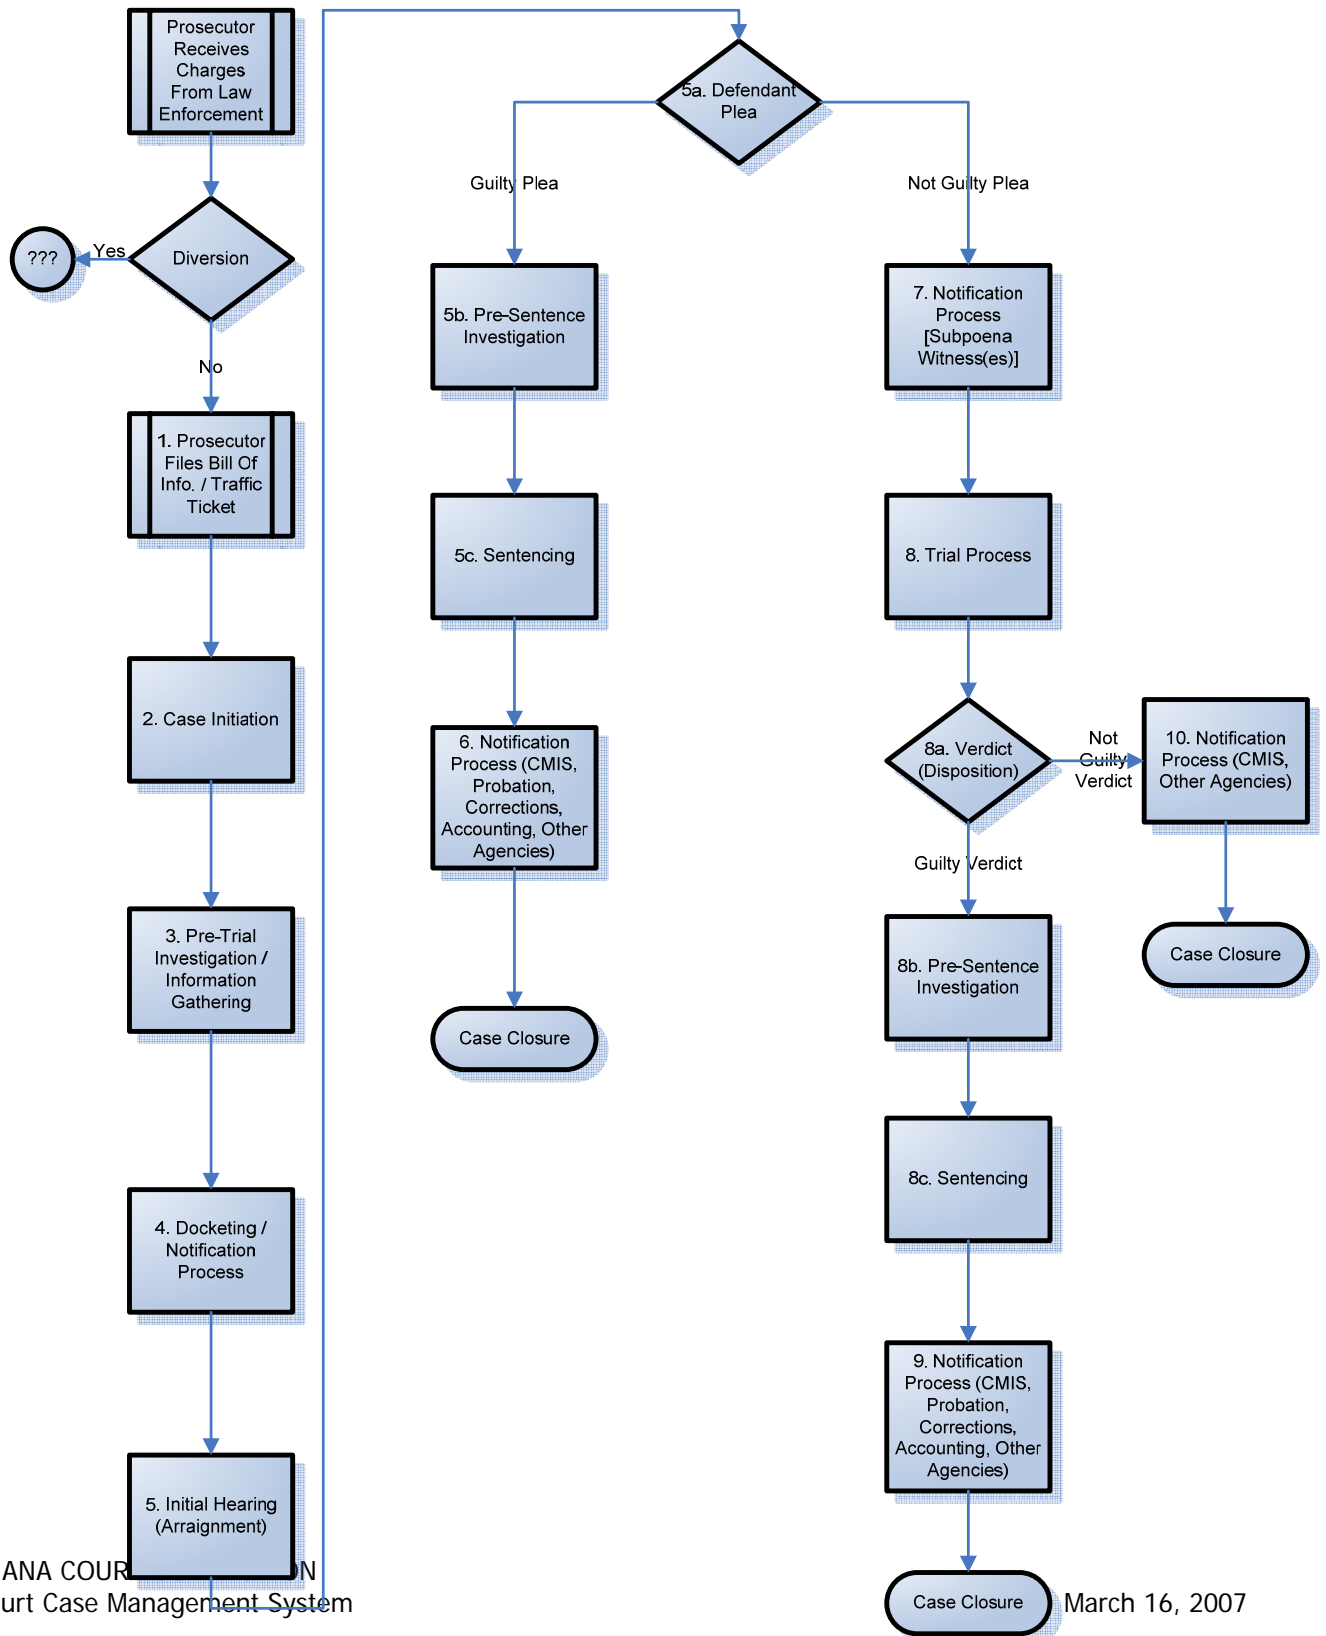 Prosecutor
Receives
Charges
From Law
Enforcement
Diversion
Yes
???
No
1. Prosecutor
Files Bill Of
Info. / Traffic
Ticket
2. Case Initiation
3. Pre-Trial
Investigation /
Information
Gathering
4. Docketing /
Notification
Process
5. Initial Hearing
(Arraignment)
5a. Defendant
Plea
Guilty Plea
5b. Pre-Sentence
Investigation
5c. Sentencing
6. Notification
Process (CMIS,
Probation,
Corrections,
Accounting, Other
Agencies)
Case Closure
Not Guilty Plea
7. Notification
Process
[Subpoena
Witness(es)]
8. Trial Process
8a. Verdict
(Disposition)
Not
Guilty
Verdict
10. Notification
Process (CMIS,
Other Agencies)
Case Closure
Guilty Verdict
8b. Pre-Sentence
Investigation
8c. Sentencing
9. Notification
Process (CMIS,
Probation,
Corrections,
Accounting, Other
Agencies)
Case Closure
ANA COUR N
urt Case Management System
March 16, 2007